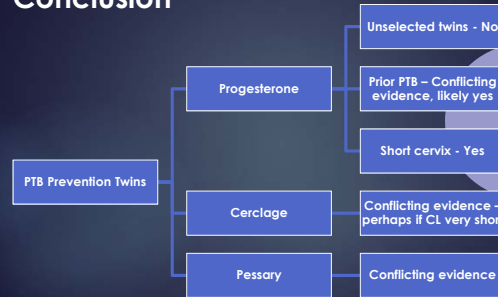 Conclusion
Unselected twins - No
Progesterone
Prior PTB – Conflicting
evidence, likely yes
Short cervix - Yes
PTB Prevention Twins
Cerclage
Conflicting evidence –
perhaps if CL very short
Pessary
Conflicting evidence